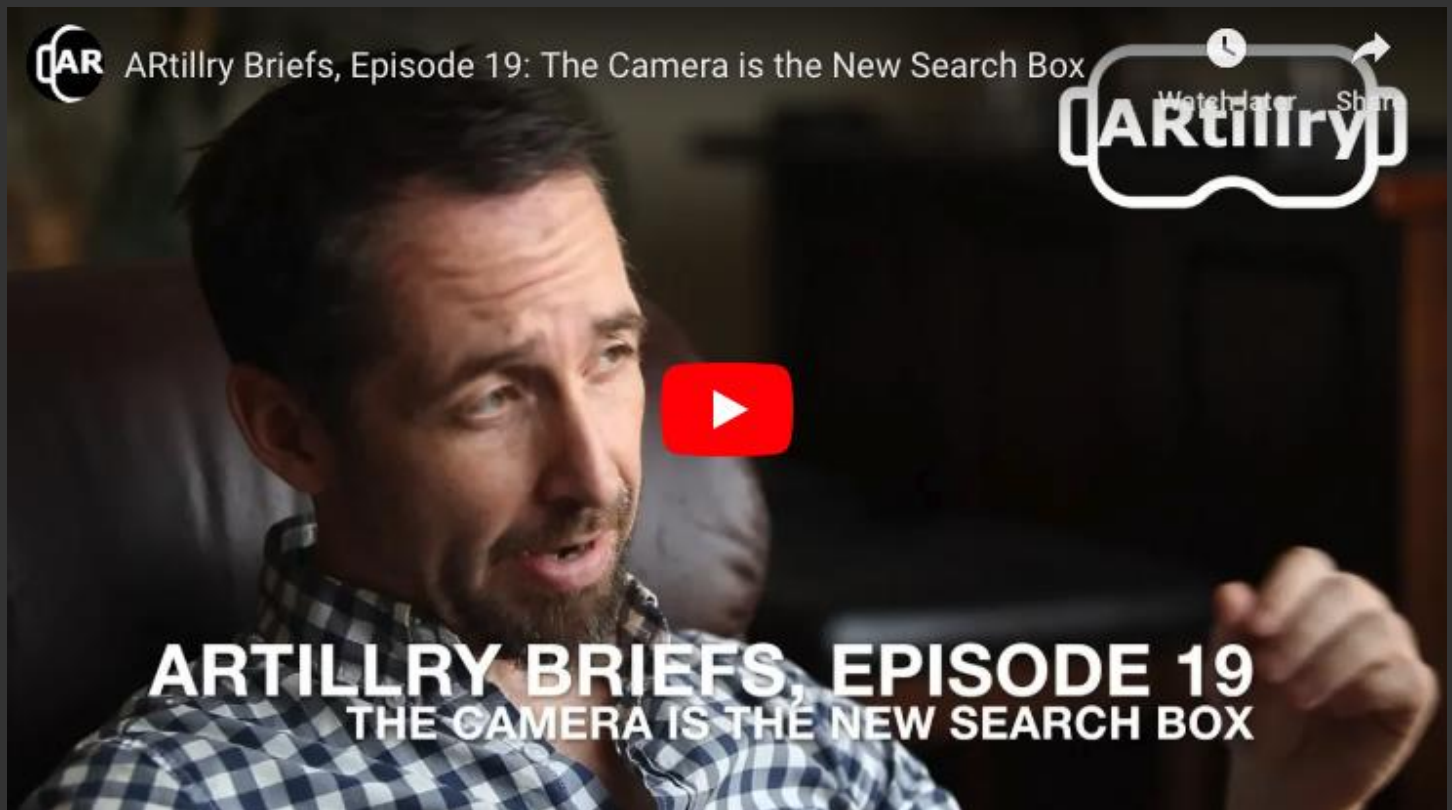 AR
ARtillry Briefs, Episode 19: The Camera is the New Search Box
Watch later
Share
ARtillry
ARTILLRY BRIEFS, EPISODE 19
THE CAMERA IS THE NEW SEARCH BOX